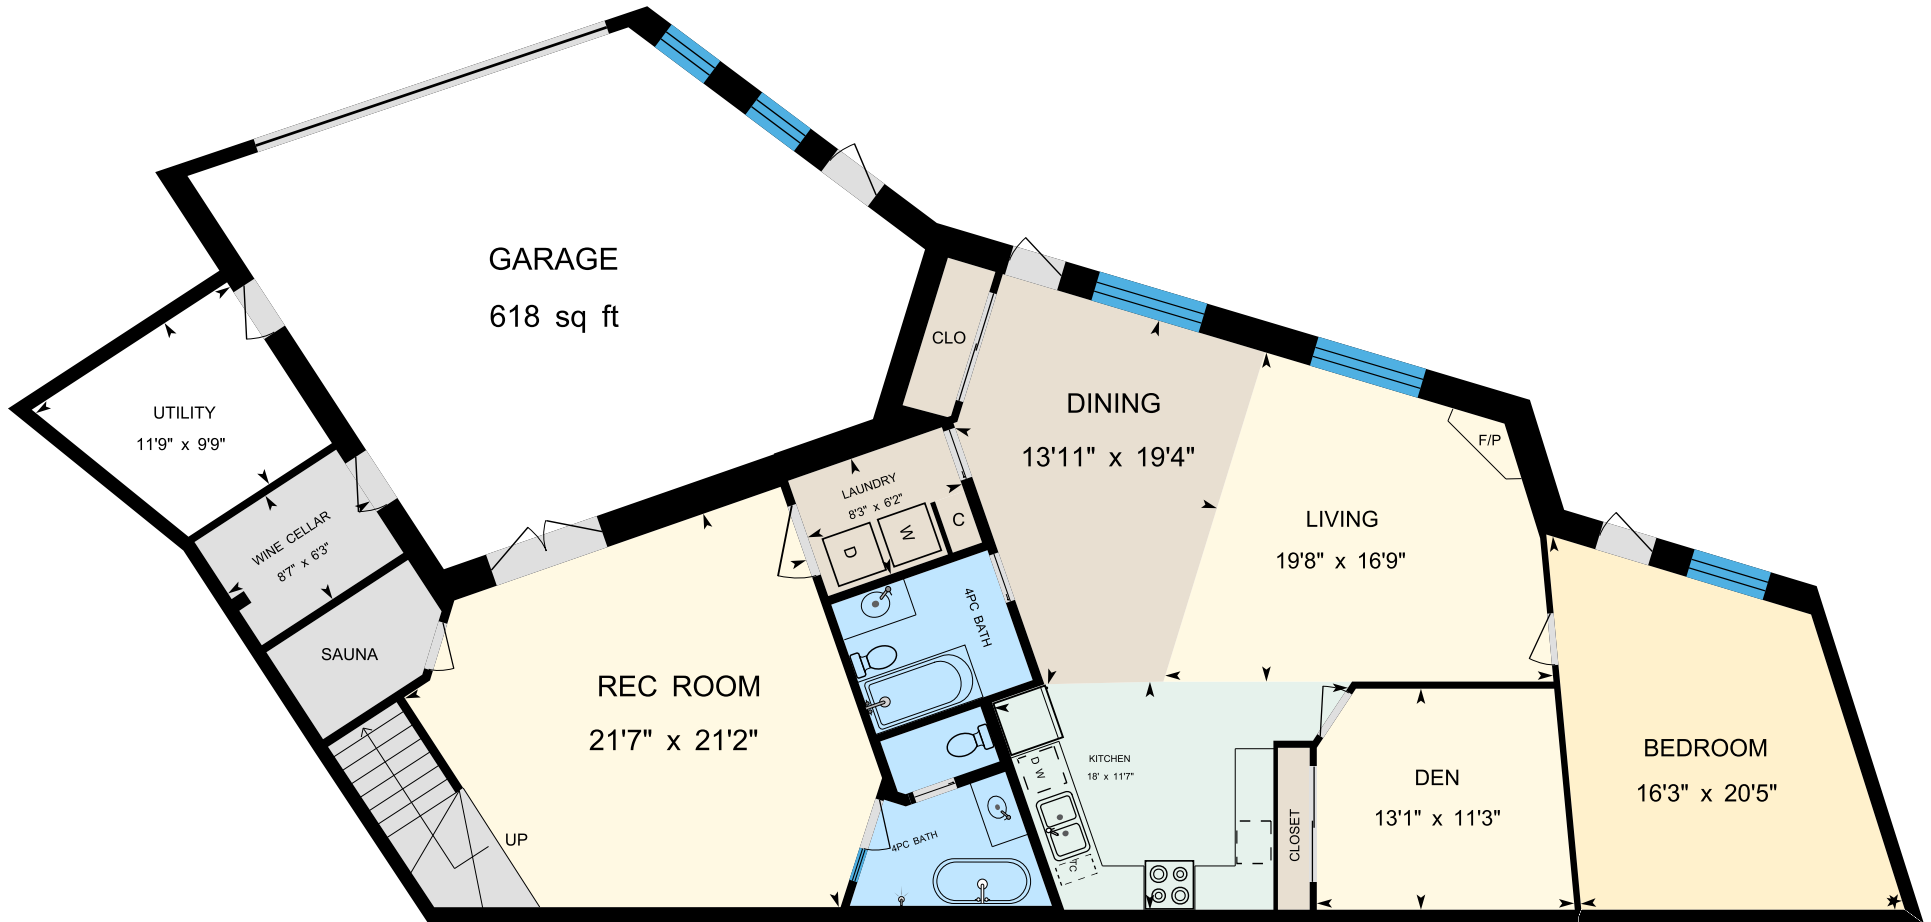 GARAGE
618 sq ft
CLO
DINING
13'11" x 19'4"
UTILITY
11'9" x 9'9"
F/P
LAUNDRY
8'3" x 6'2"
C
W
D
LIVING
19'8" x 16'9"
WINE CELLAR
8'7" x 6'3"
4PC BATH
SAUNA
REC ROOM
21'7" x 21'2"
KITCHEN
18' x 11'7"
D W
BEDROOM
16'3" x 20'5"
DEN
13'1" x 11'3"
CLOSET
UP
4PC BATH
TC